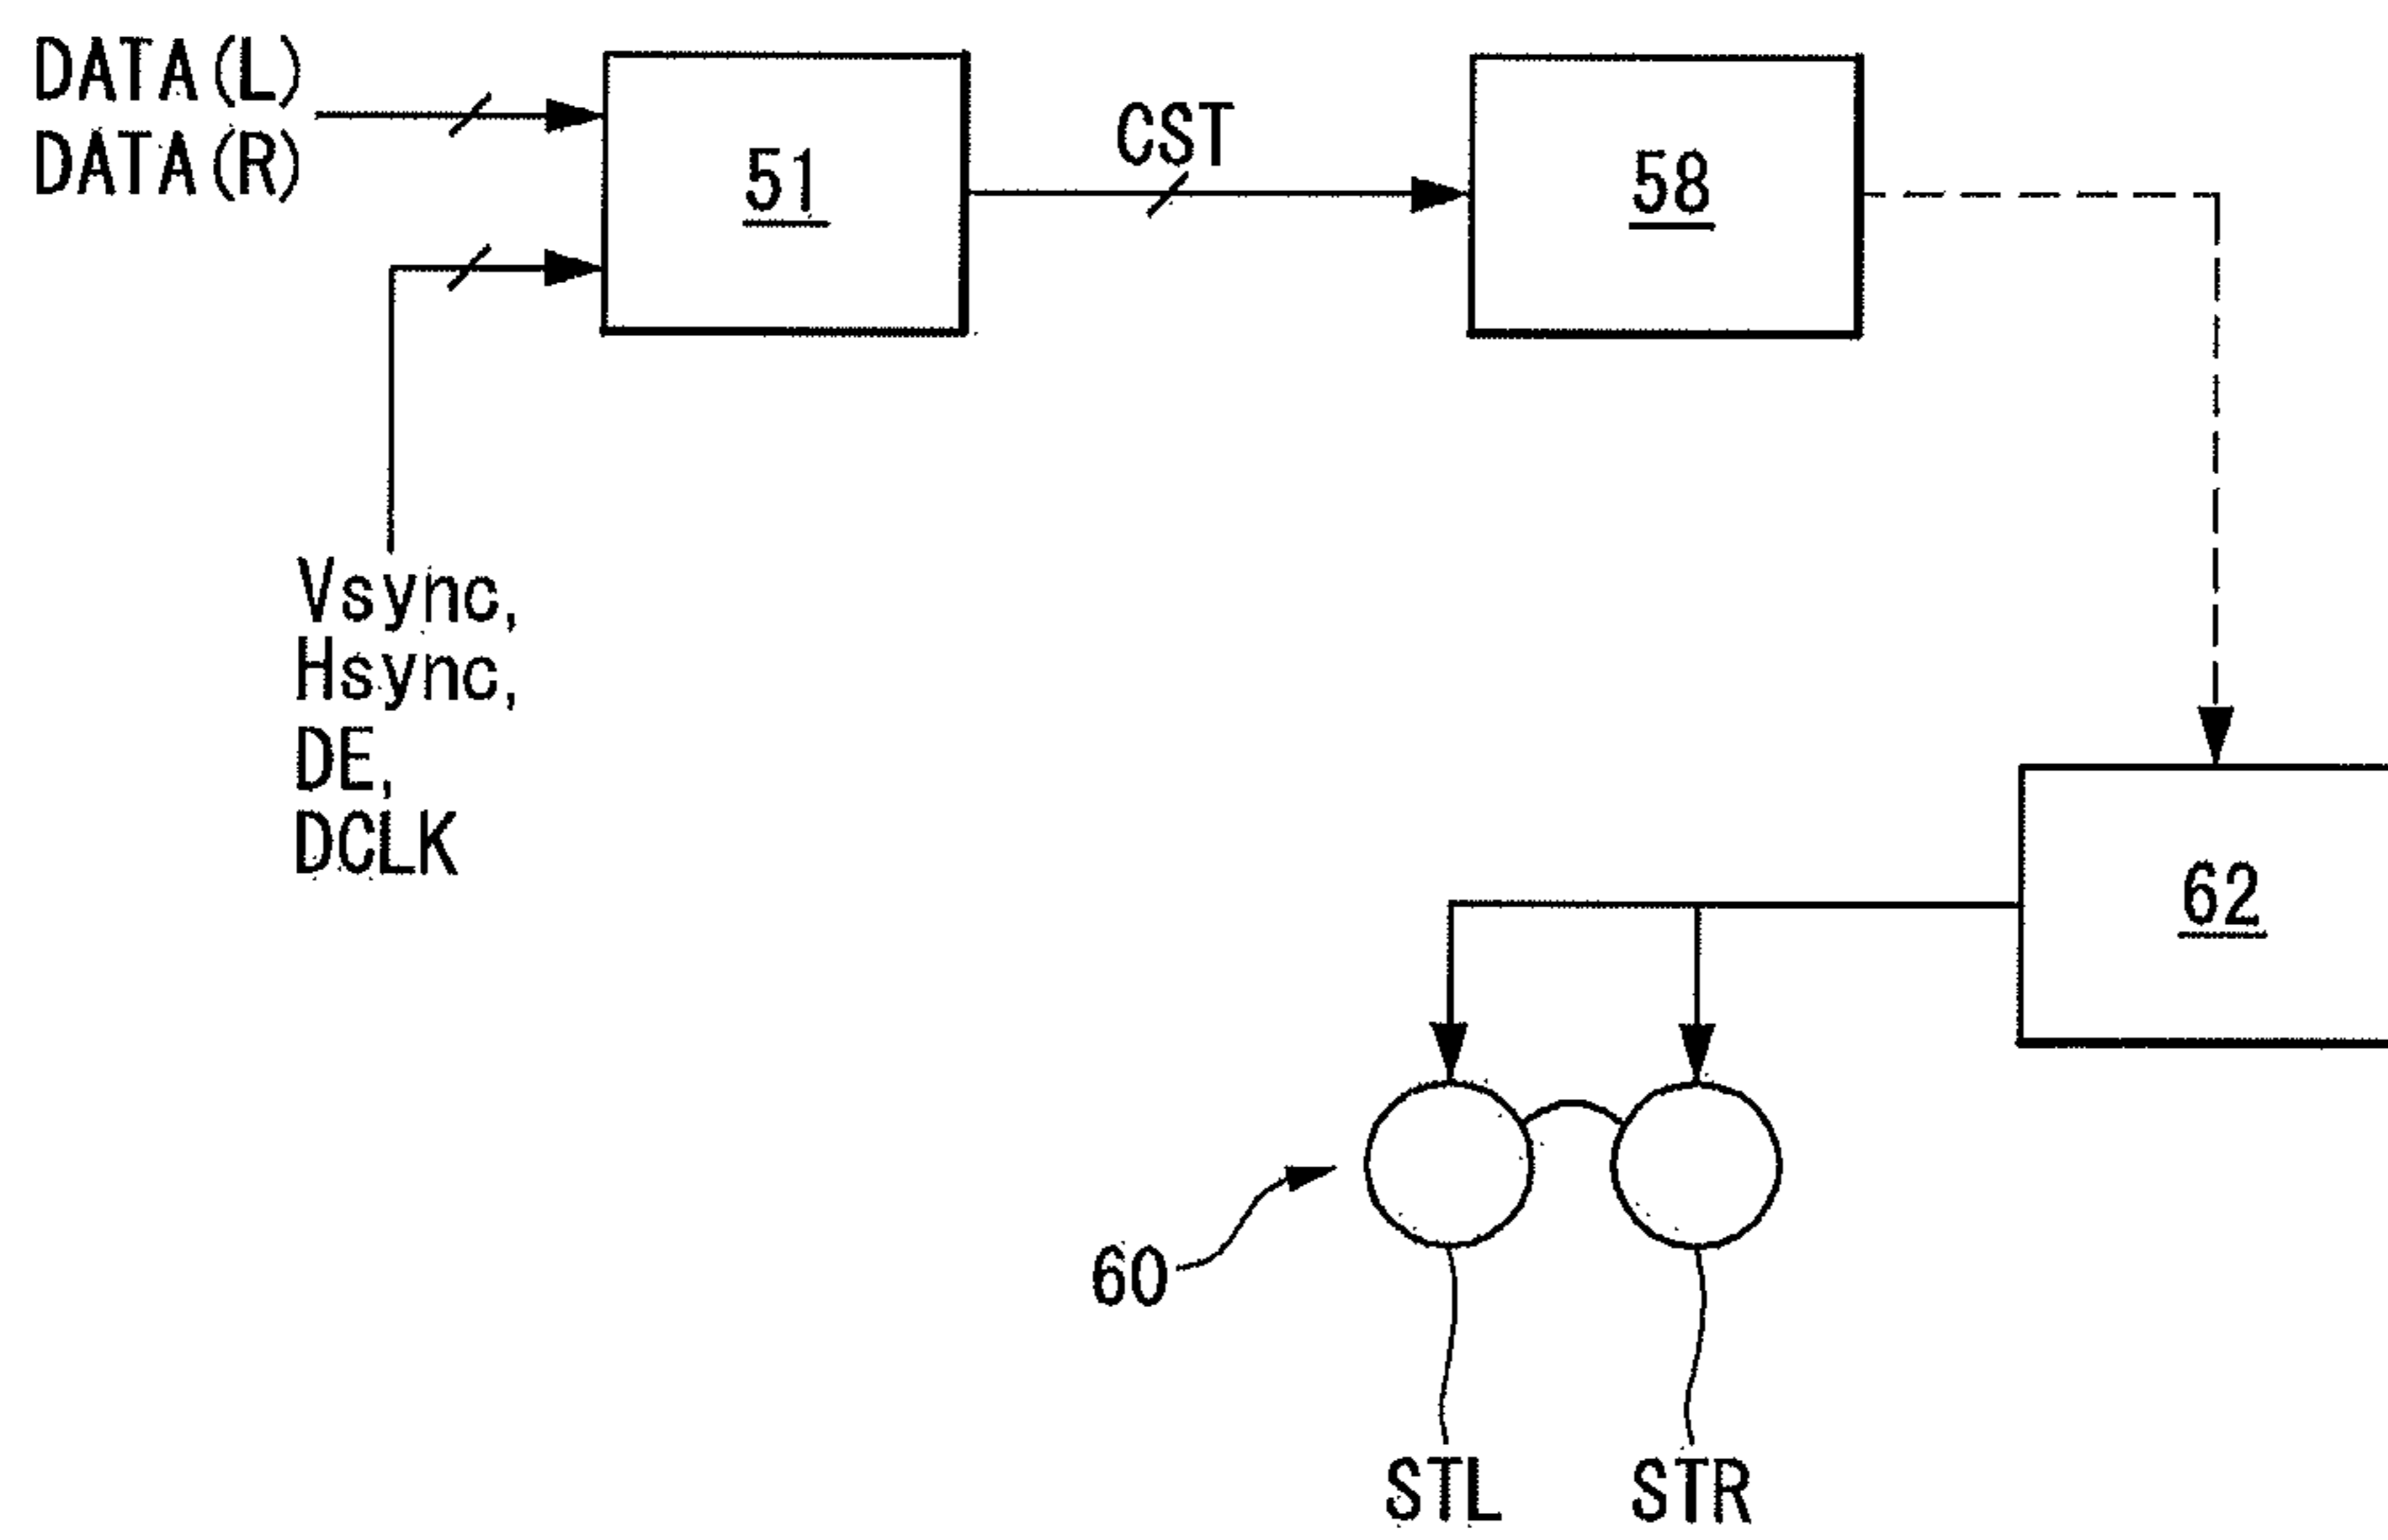 DATA(L)
DATA(R)
51
CST
58
Vsync,
Hsync,
DE,
DCLK
62
60
STL
STR